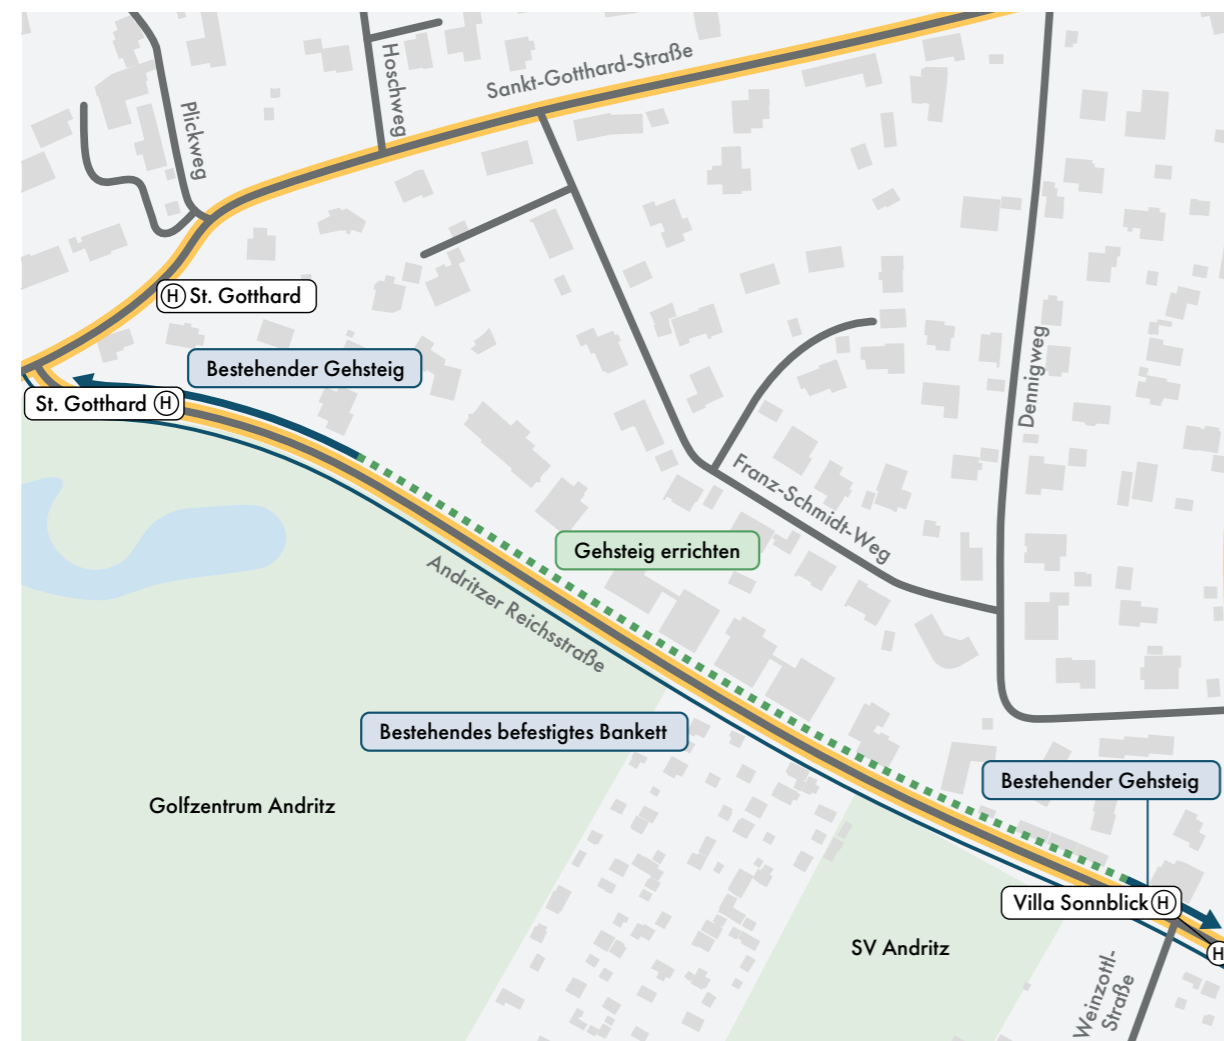 Sankt-Gotthard-Straße
Hoschweg
Plickweg
H St. Gotthard
Bestehender Gehsteig
St. Gotthard H
Dennigweg
Franz-Schmidt-Weg
Gehsteig errichten
Andritzer Reichsstraße
Bestehendes befestigtes Bankett
Bestehender Gehsteig
Golfzentrum Andritz
Villa Sonnblick H
SV Andritz
H
Weinzottl-
Straße